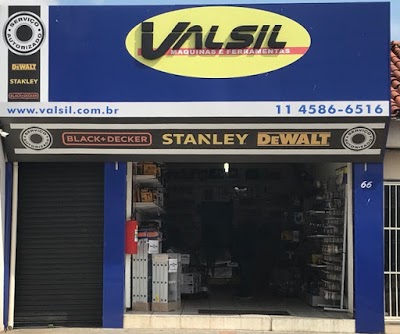 SERVIÇO
AUTORIZADO
DEWALT
STANLEY
BLACK+DECKER
VALSIL
MAQUINAS E FERRAMENTAS
www.valsil.com.br
11 4586-6516
SERVIÇO
AUTORIZADO
BLACK+DECKER
STANLEY
DEWALT
SERVIÇO
AUTORIZADO
66